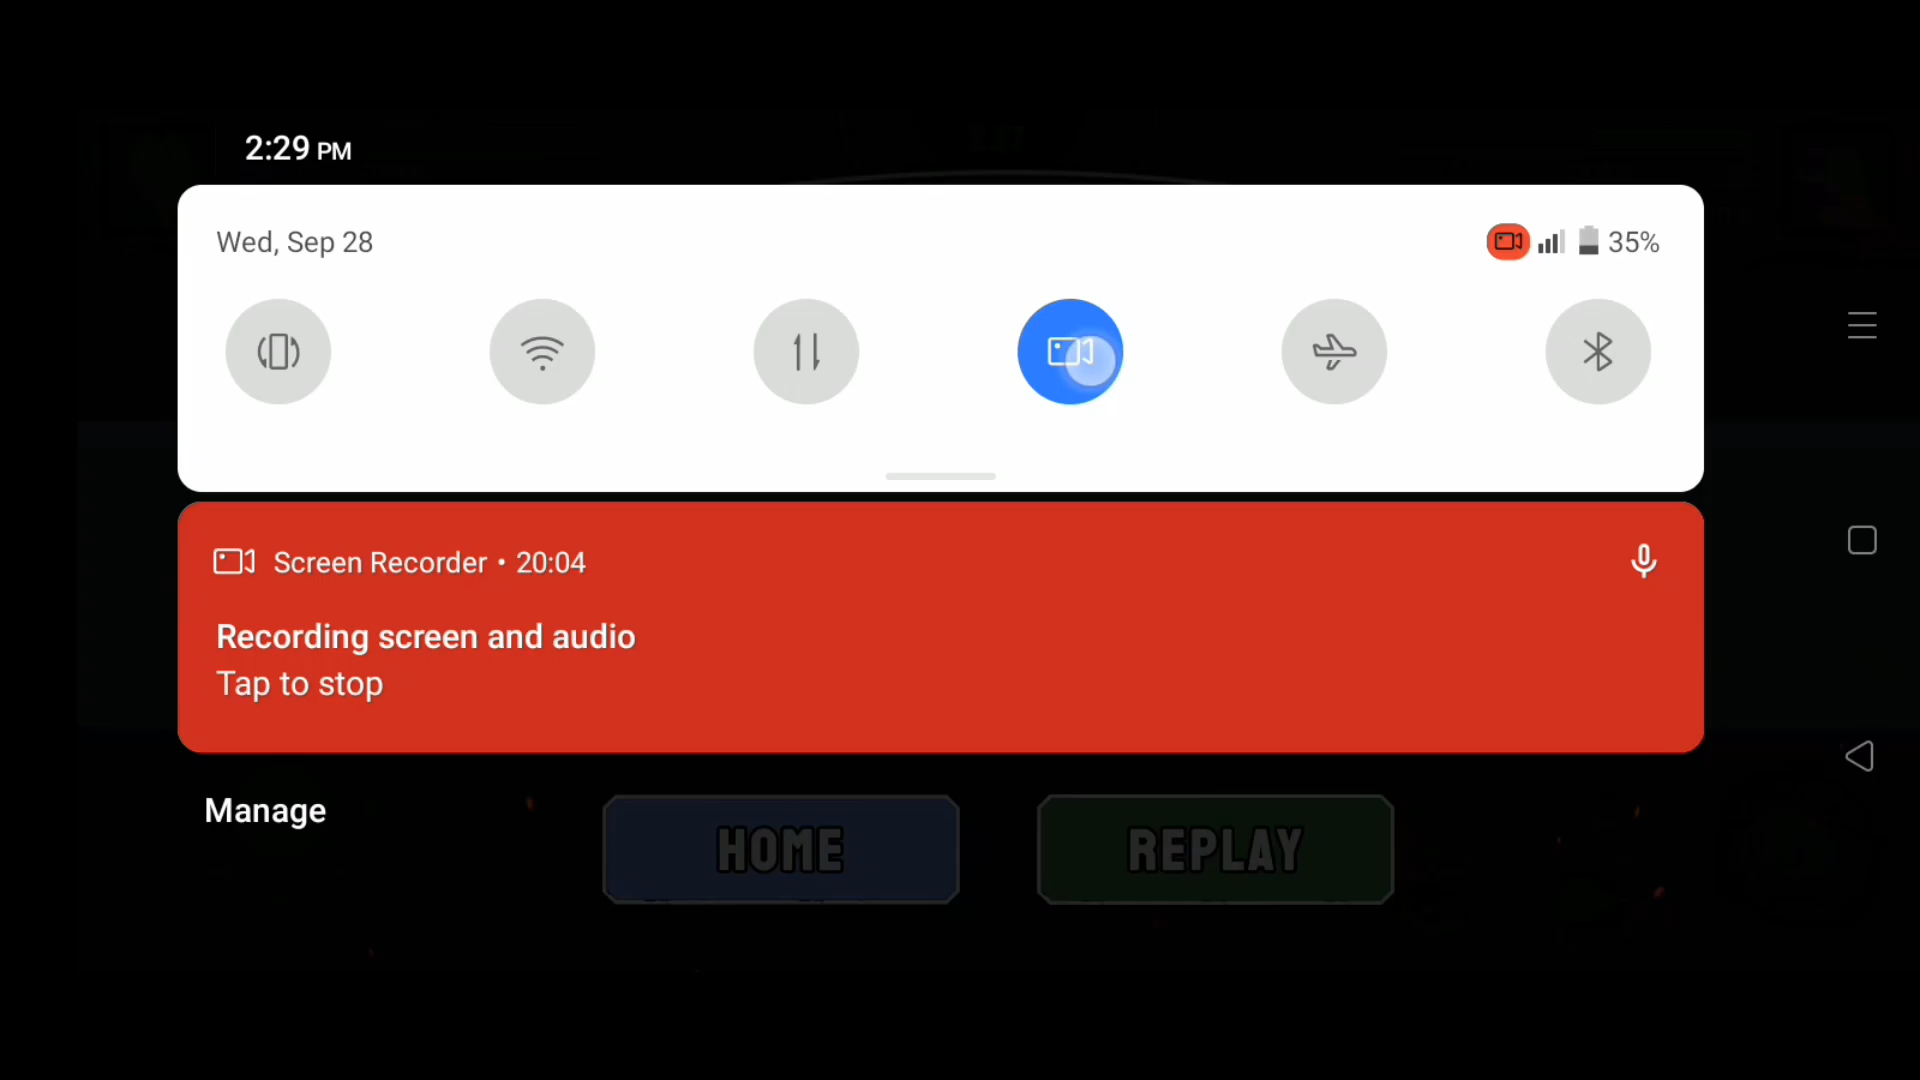 2:29 PM
Wed, Sep 28
35%
Screen Recorder • 20:04
Recording screen and audio
Tap to stop
Manage
HOME
REPLAY